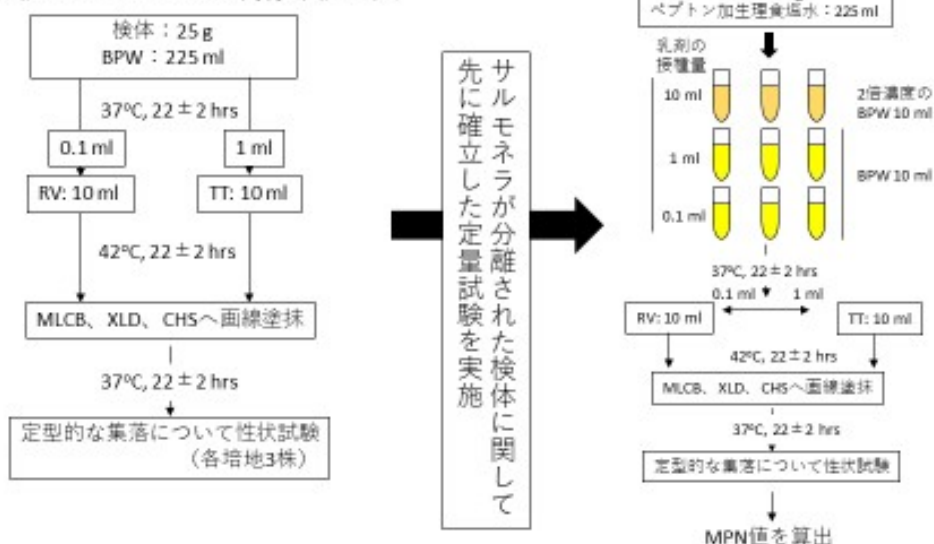 検体：25 g
BPW：225 ml
37ºC, 22 ± 2 hrs
0.1 ml
1 ml
RV: 10 ml
TT: 10 ml
42ºC, 22 ± 2 hrs
MLCB、XLD、CHSへ画線塗抹
37ºC, 22 ± 2 hrs
定型的な集落について性状試験
（各培地3株）
サルモネラが分離された検体に関して
先に確立した定量試験を実施
ペプトン加生理食塩水：225 ml
乳剤の
接種量
10 ml
1 ml
0.1 ml
2倍濃度の
BPW 10 ml
BPW 10 ml
37ºC, 22 ± 2 hrs
0.1 ml
1 ml
RV: 10 ml
TT: 10 ml
42ºC, 22 ± 2 hrs
MLCB、XLD、CHSへ画線塗抹
37ºC, 22 ± 2 hrs
定型的な集落について性状試験
MPN値を算出